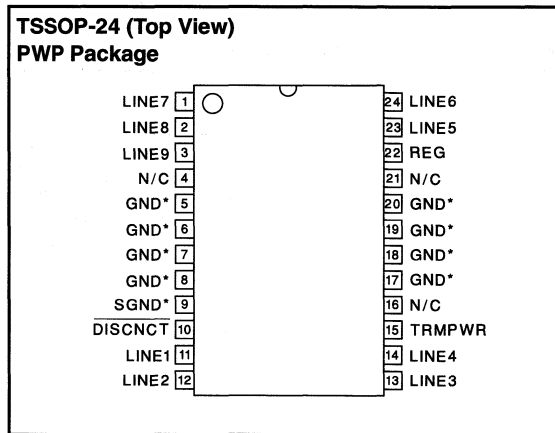 TSSOP-24 (Top View)
PWP Package
LINE7 1 24 LINE6
LINE8 2 23 LINE5
LINE9 3 22 REG
N/C 4 21 N/C
GND* 5 20 GND*
GND* 6 19 GND*
GND* 7 18 GND*
GND* 8 17 GND*
SGND* 9 16 N/C
DISCNCT 10 15 TRMPWR
LINE1 11 14 LINE4
LINE2 12 13 LINE3